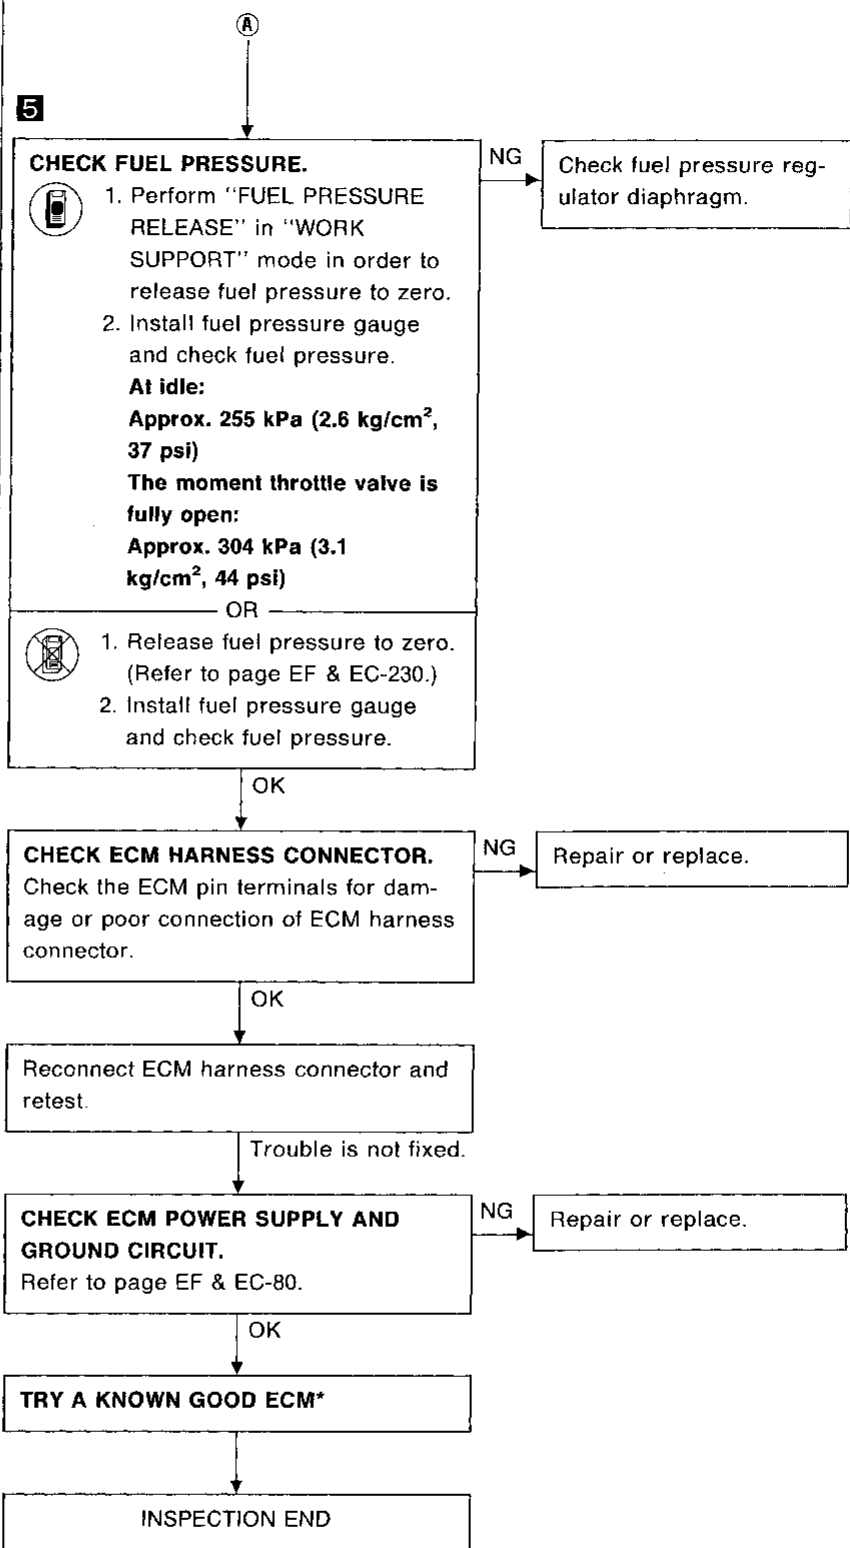 A
5
CHECK FUEL PRESSURE.
1. Perform "FUEL PRESSURE
RELEASE" in "WORK
SUPPORT" mode in order to
release fuel pressure to zero.
2. Install fuel pressure gauge
and check fuel pressure.
At idle:
Approx. 255 kPa (2.6 kg/cm²,
37 psi)
The moment throttle valve is
fully open:
Approx. 304 kPa (3.1
kg/cm², 44 psi)
NG
Check fuel pressure reg-
ulator diaphragm.
OR
1. Release fuel pressure to zero.
(Refer to page EF & EC-230.)
2. Install fuel pressure gauge
and check fuel pressure.
OK
CHECK ECM HARNESS CONNECTOR.
Check the ECM pin terminals for dam-
age or poor connection of ECM harness
connector.
NG
Repair or replace.
OK
Reconnect ECM harness connector and
retest.
Trouble is not fixed.
CHECK ECM POWER SUPPLY AND
GROUND CIRCUIT.
Refer to page EF & EC-80.
NG
Repair or replace.
OK
TRY A KNOWN GOOD ECM*
INSPECTION END